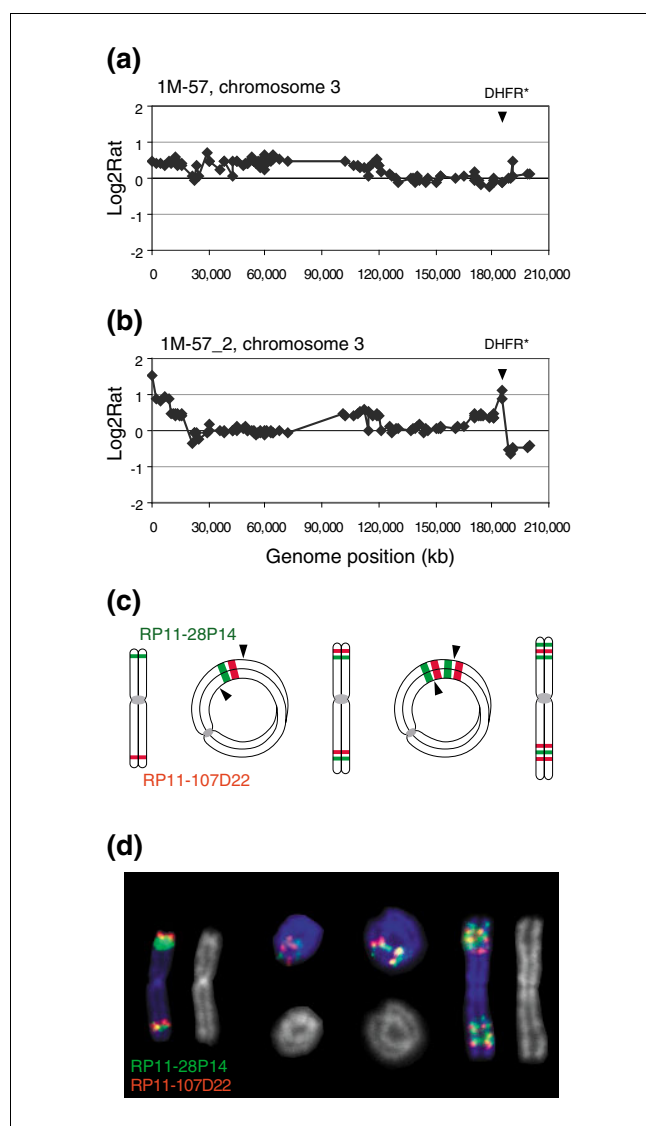 (a)
1M-57, chromosome 3
DHFR*
Log2Rat
2
1
0
-1
-2
0 30,000 60,000 90,000 120,000 150,000 180,000 210,000
(b)
1M-57_2, chromosome 3
DHFR*
Log2Rat
2
1
0
-1
-2
0 30,000 60,000 90,000 120,000 150,000 180,000 210,000
Genome position (kb)
(c)
RP11-28P14
RP11-107D22
(d)
RP11-28P14
RP11-107D22